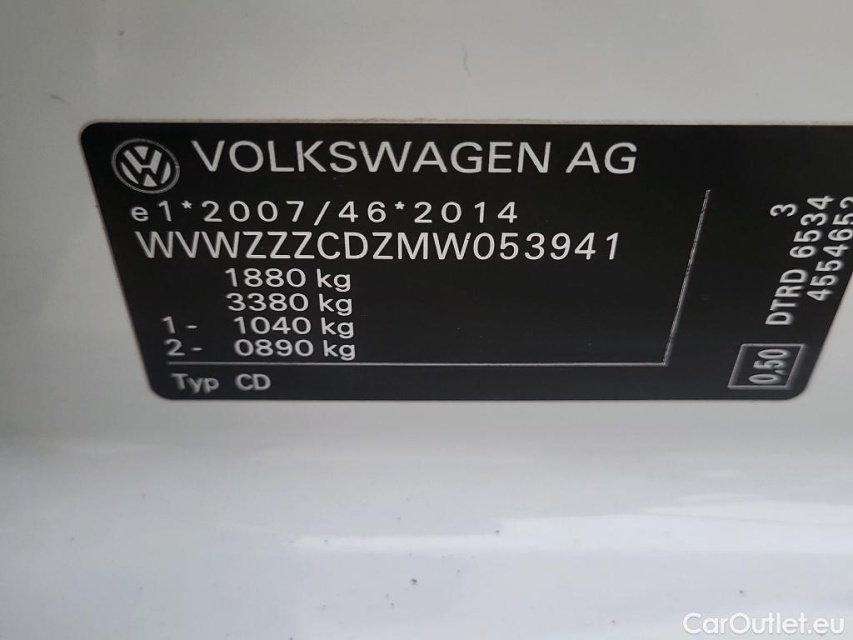 VOLKSWAGEN AG
e1*2007/46*2014
WVWZZZCDZMW053941
1880 kg
3380 kg
1- 1040 kg
2- 0890 kg
Typ CD
3
DTRD 6534
4554652
0,50
CarOutlet.eu